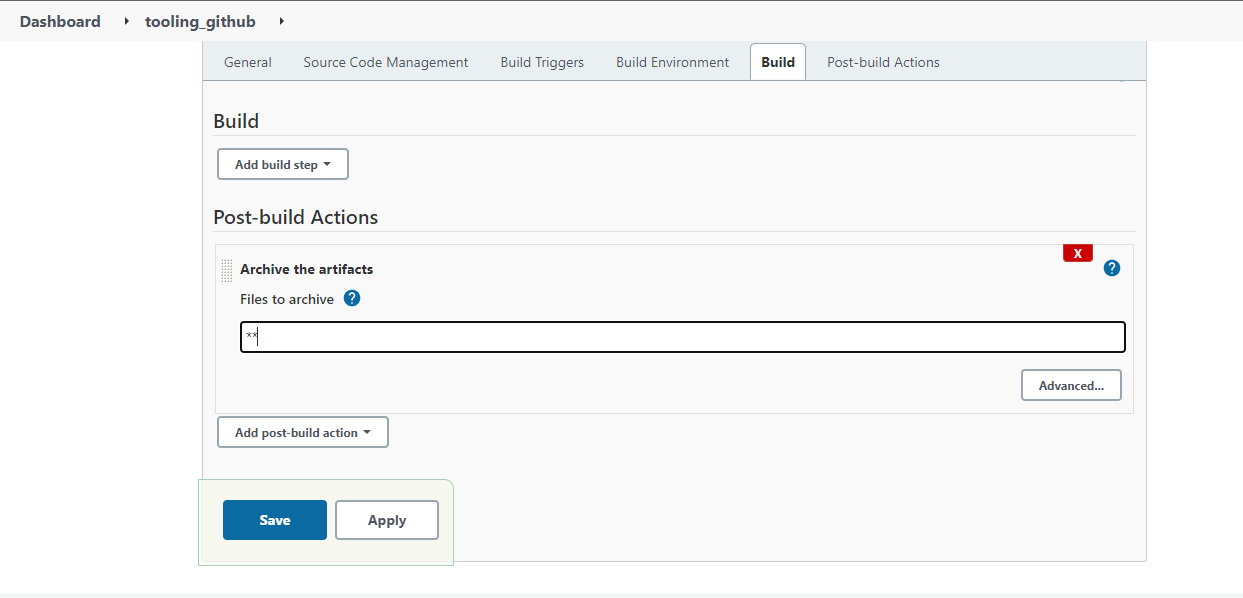 Dashboard tooling_github
General Source Code Management Build Triggers Build Environment Build Post-build Actions
Build
Add build step
Post-build Actions
X
Archive the artifacts ?
Files to archive ?
**
Advanced...
Add post-build action
Save Apply